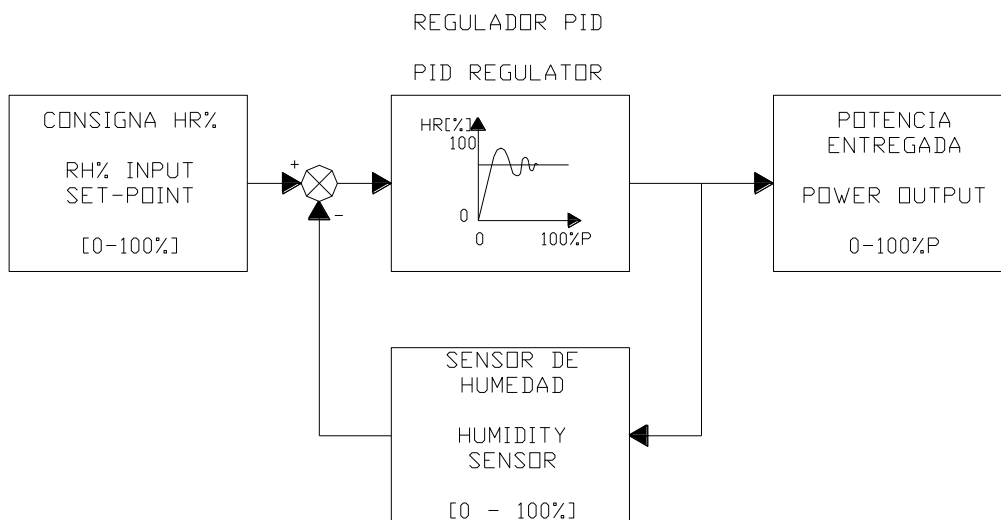 REGULADOR PID
PID REGULATOR
CONSIGNA HR%
RH% INPUT
SET-POINT
[0-100%]
+
-
HR[%]
100
0
0
100%P
POTENCIA
ENTREGADA
POWER OUTPUT
0-100%P
SENSOR DE
HUMEDAD
HUMIDITY
SENSOR
[0 - 100%]